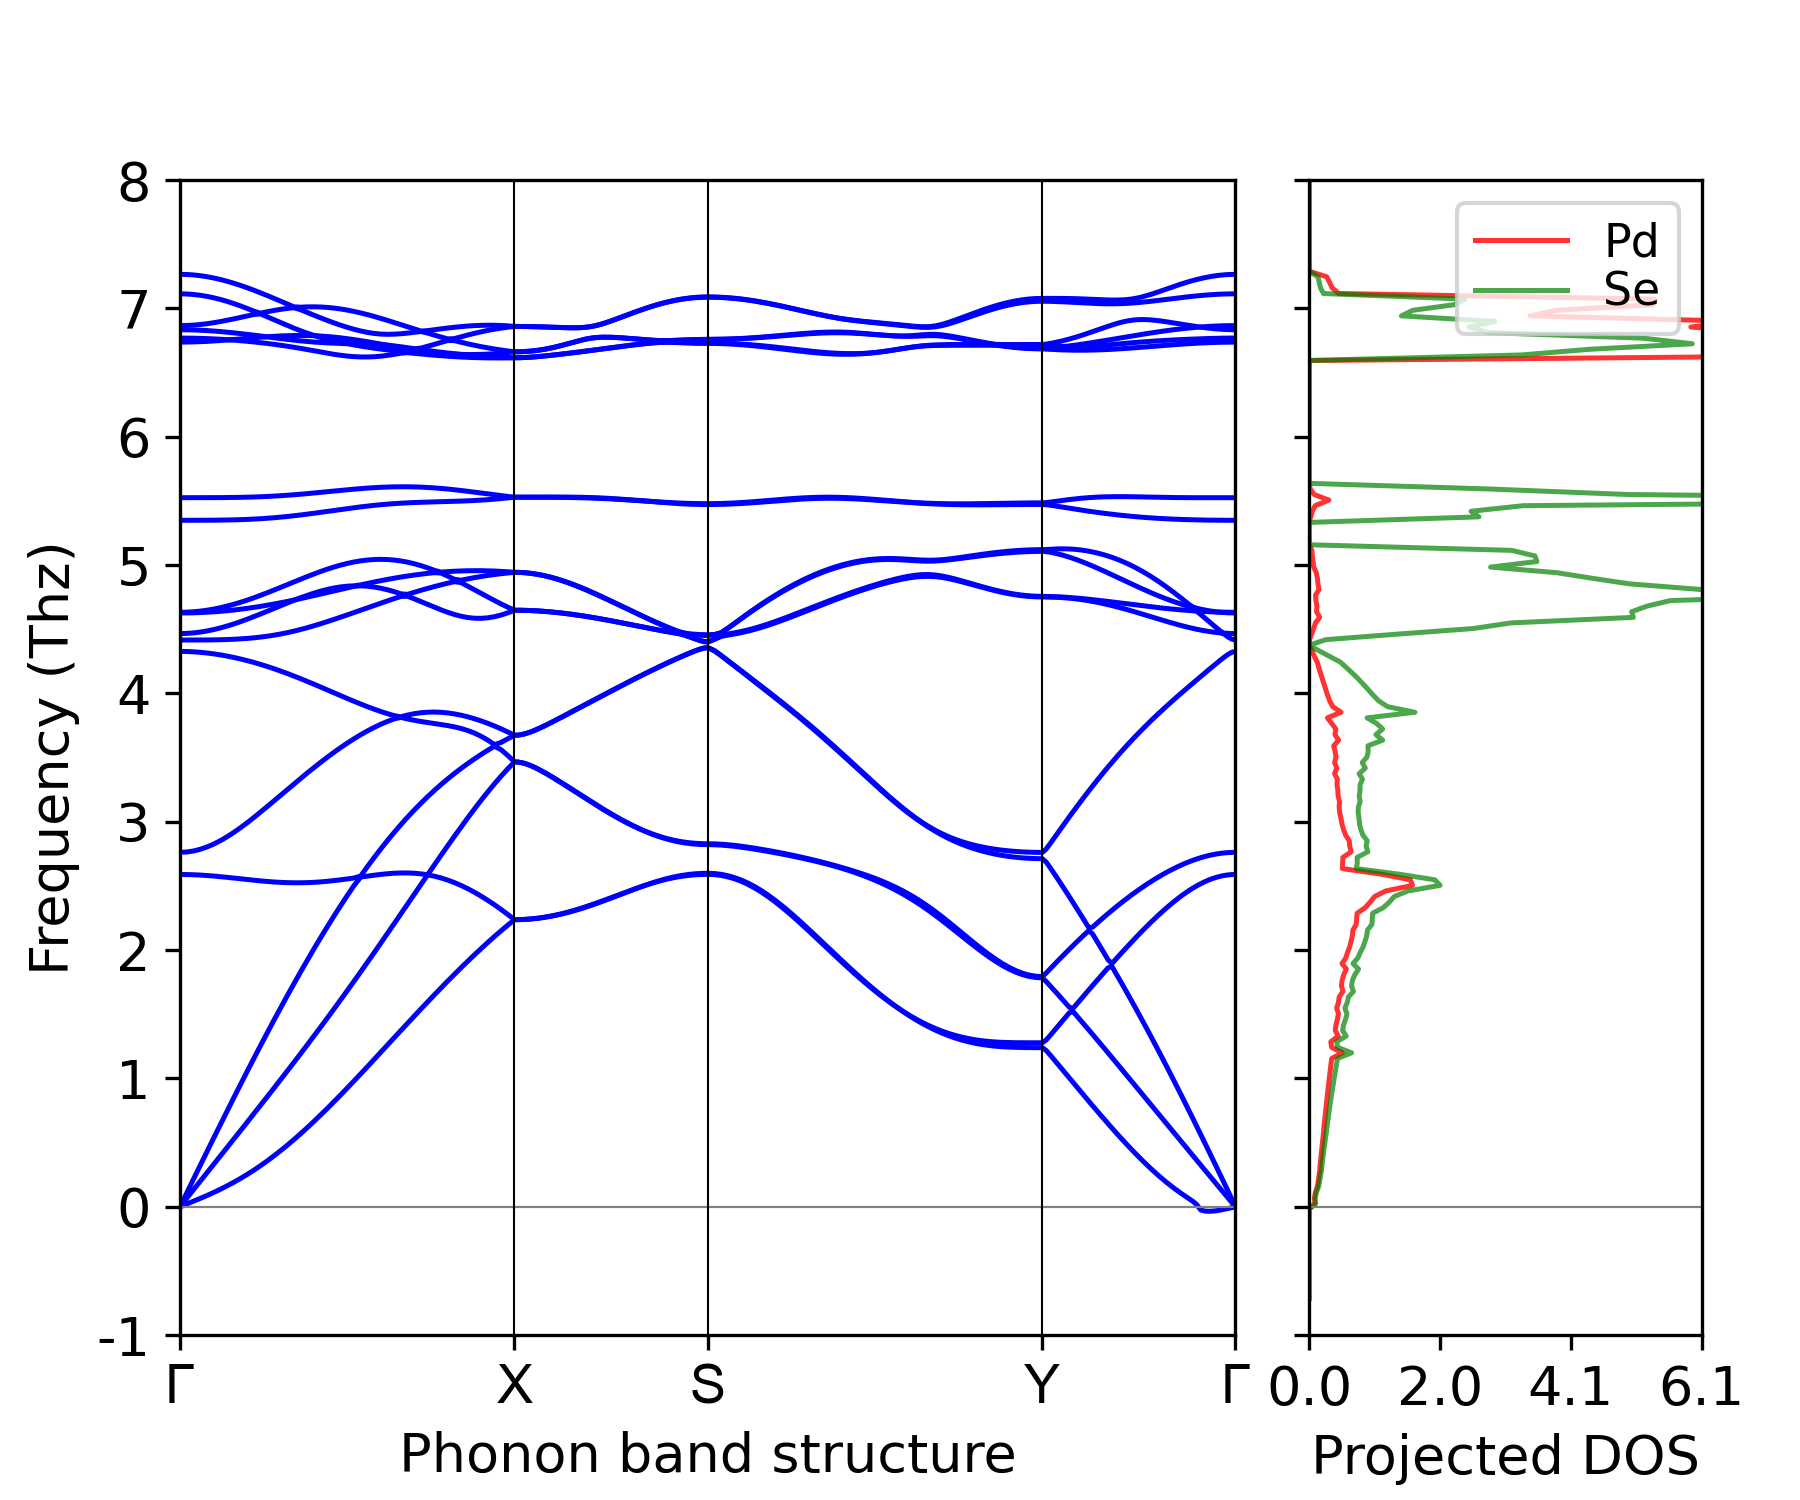 8
7
6
5
4
3
2
1
0
-1
Frequency (Thz)
Γ X S Y Γ
Phonon band structure
Pd
Se
0.0 2.0 4.1 6.1
Projected DOS